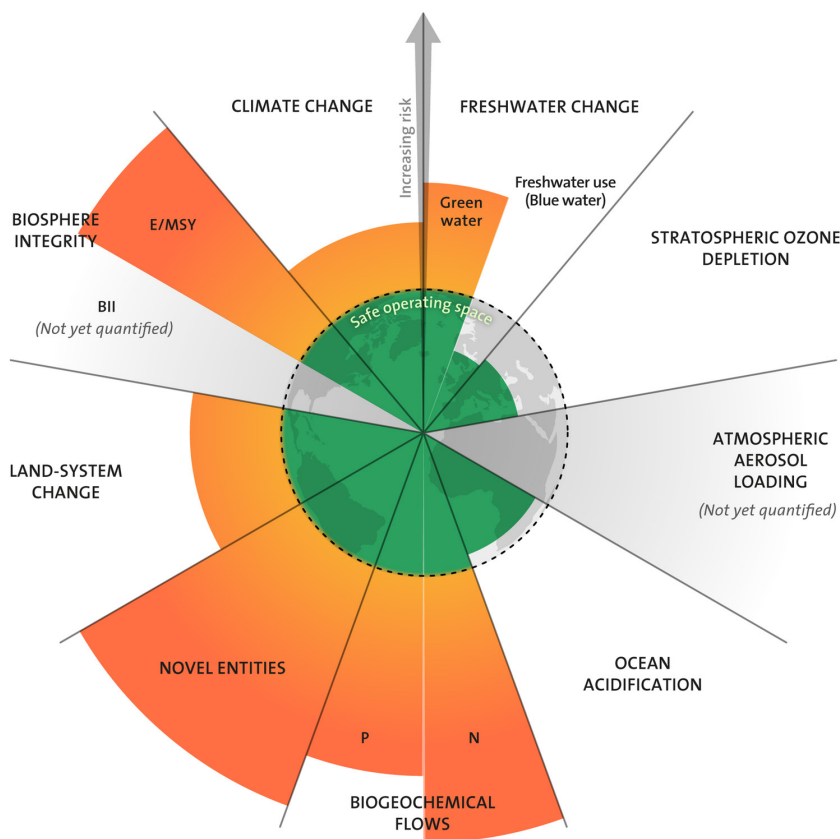 CLIMATE CHANGE
FRESHWATER CHANGE
Increasing risk
Freshwater use
(Blue water)
Green
water
BIOSPHERE
INTEGRITY
E/MSY
STRATOSPHERIC OZONE
DEPLETION
BII
(Not yet quantified)
Safe operating space
LAND-SYSTEM
CHANGE
ATMOSPHERIC
AEROSOL
LOADING
(Not yet quantified)
NOVEL ENTITIES
OCEAN
ACIDIFICATION
P
N
BIOGEOCHEMICAL
FLOWS